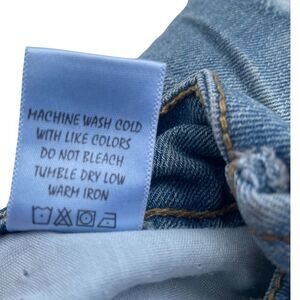 MACHINE WASH COLD
WITH LIKE COLORS
DO NOT BLEACH
TUMBLE DRY LOW
WARM IRON